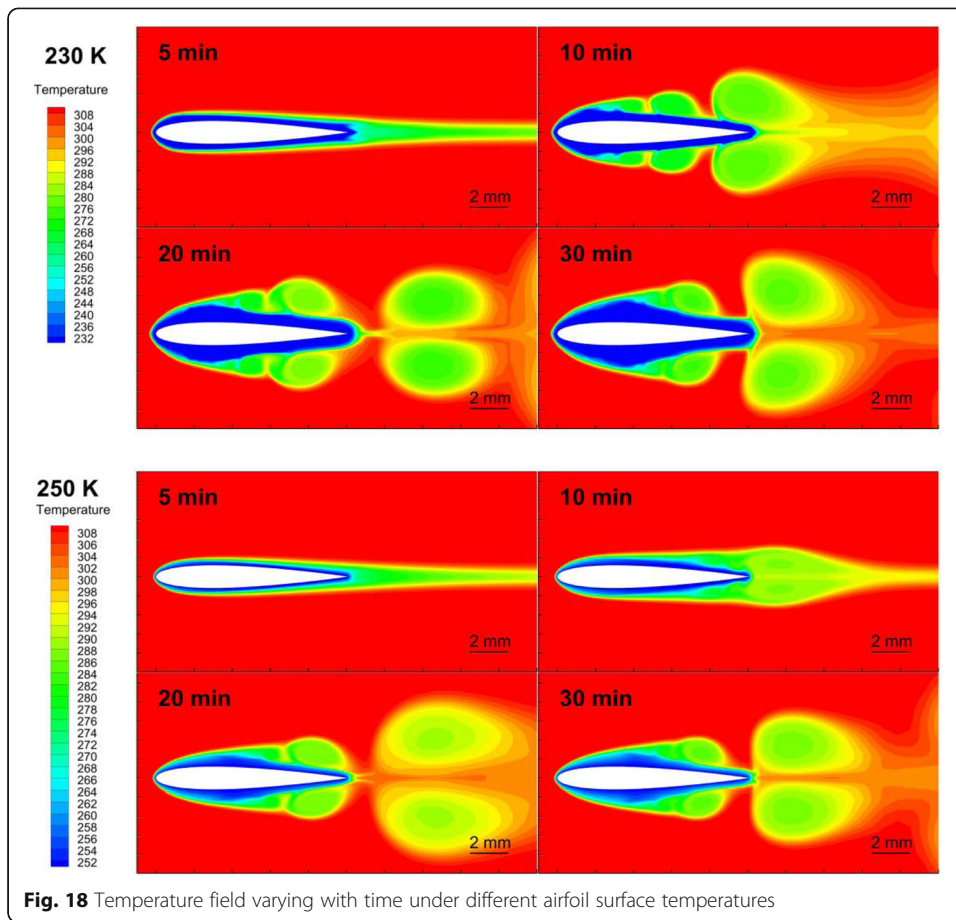 230 K
Temperature
308
304
300
296
292
288
284
280
276
272
268
264
260
256
252
248
244
240
236
232
5 min
2 mm
10 min
2 mm
20 min
2 mm
30 min
2 mm
250 K
Temperature
308
306
304
302
300
298
296
294
292
290
288
286
284
282
280
278
276
274
272
270
268
266
264
262
260
258
256
254
252
5 min
2 mm
10 min
2 mm
20 min
2 mm
30 min
2 mm
Fig. 18 Temperature field varying with time under different airfoil surface temperatures